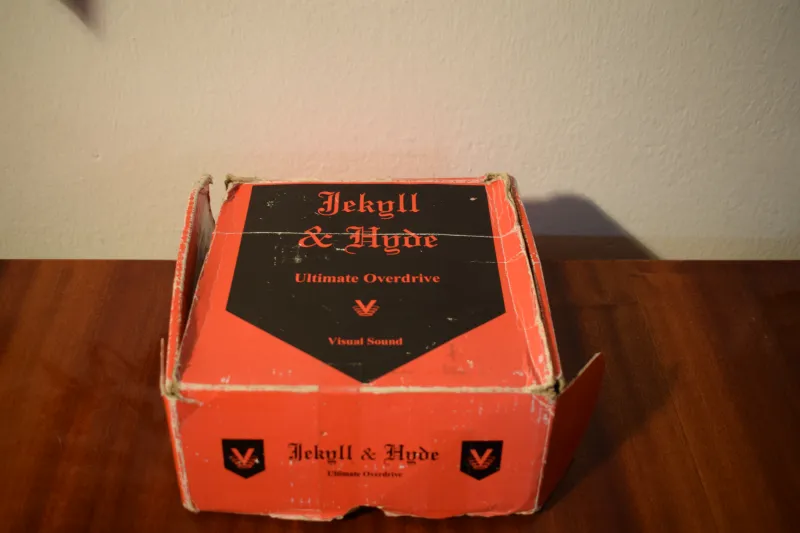 Jekyll
& Hyde
Ultimate Overdrive
V
Visual Sound
V
Jekyll & Hyde
V
Ultimate Overdrive